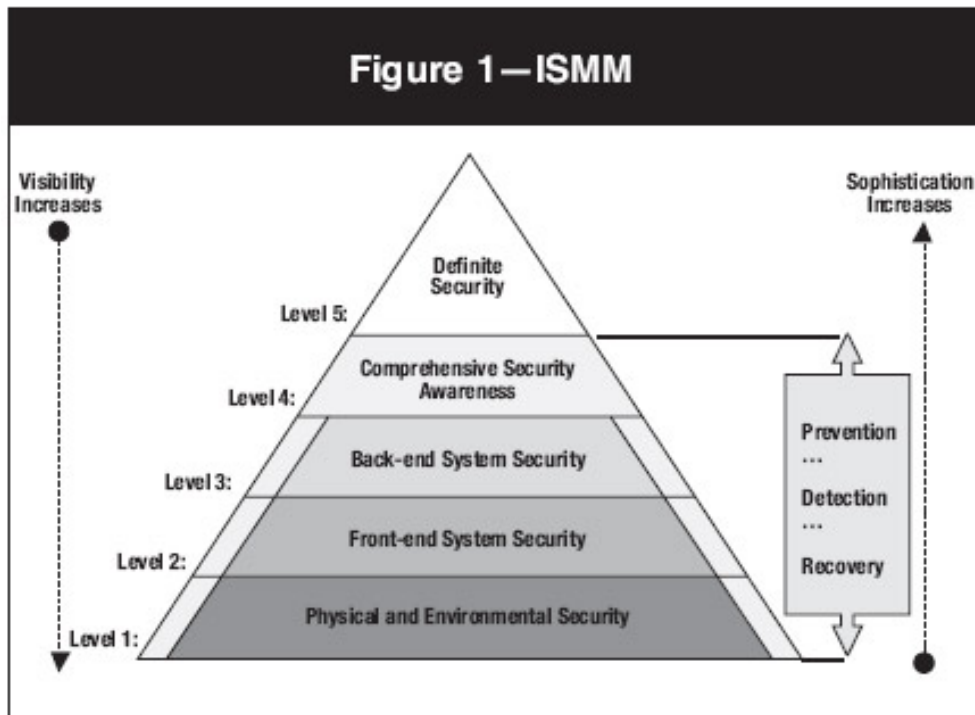 Figure 1—ISMM
Visibility
Increases
Sophistication
Increases
Definite
Security
Level 5:
Comprehensive Security
Awareness
Level 4:
Prevention
...
Back-end System Security
Level 3:
Detection
...
Front-end System Security
Level 2:
Recovery
Physical and Environmental Security
Level 1: